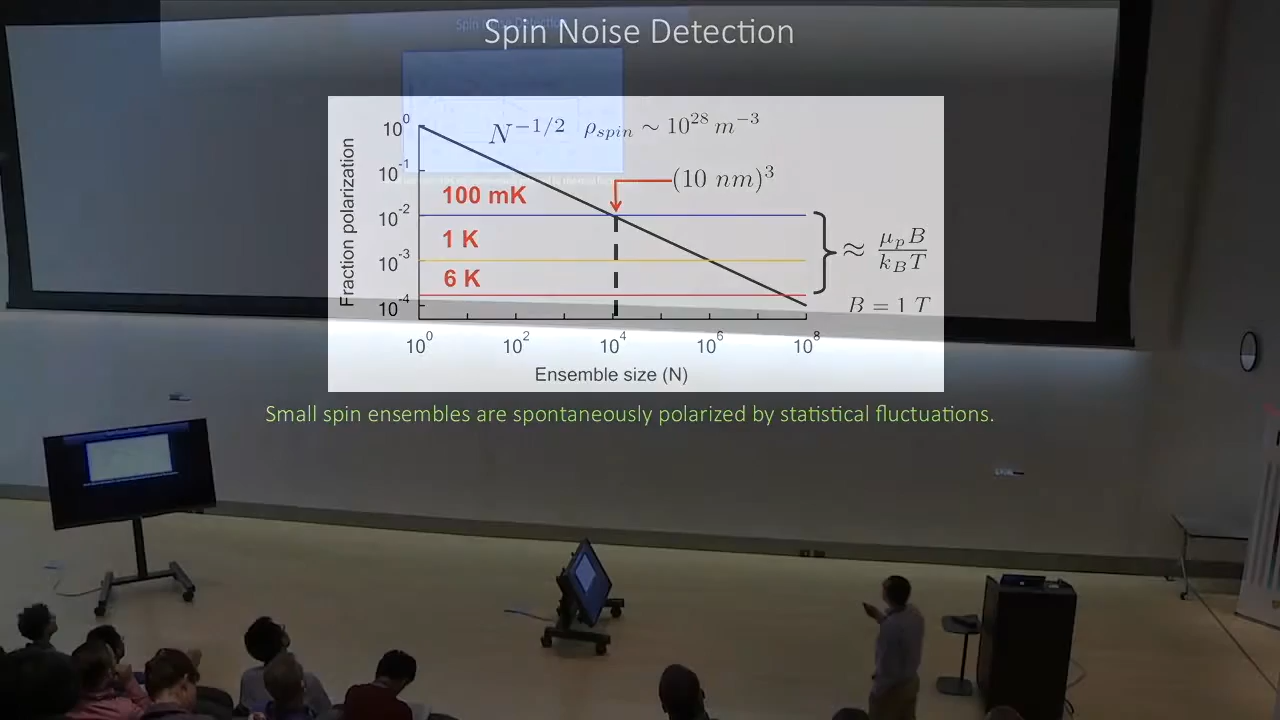 Spin Noise Detection
N^{-1/2} ρ_{spin} ∼ 10^{28} m^{-3}
(10 nm)^3
Fraction polarization
10^0
10^{-1}
10^{-2}
10^{-3}
10^{-4}
100 mK
1 K
6 K
≈ μ_p B / k_B T
B = 1 T
10^0 10^2 10^4 10^6 10^8
Ensemble size (N)
Small spin ensembles are spontaneously polarized by statistical fluctuations.